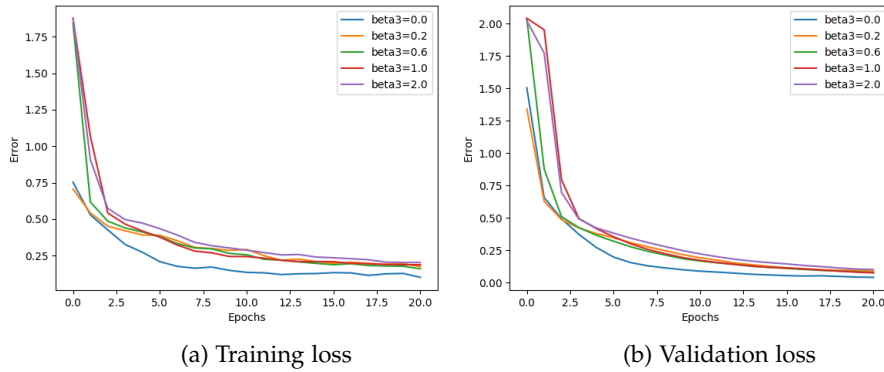 beta3=0.0
beta3=0.2
beta3=0.6
beta3=1.0
beta3=2.0
1.75
1.50
1.25
1.00
0.75
0.50
0.25
Error
0.0 2.5 5.0 7.5 10.0 12.5 15.0 17.5 20.0
Epochs
(a) Training loss
beta3=0.0
beta3=0.2
beta3=0.6
beta3=1.0
beta3=2.0
2.00
1.75
1.50
1.25
1.00
0.75
0.50
0.25
0.00
Error
0.0 2.5 5.0 7.5 10.0 12.5 15.0 17.5 20.0
Epochs
(b) Validation loss